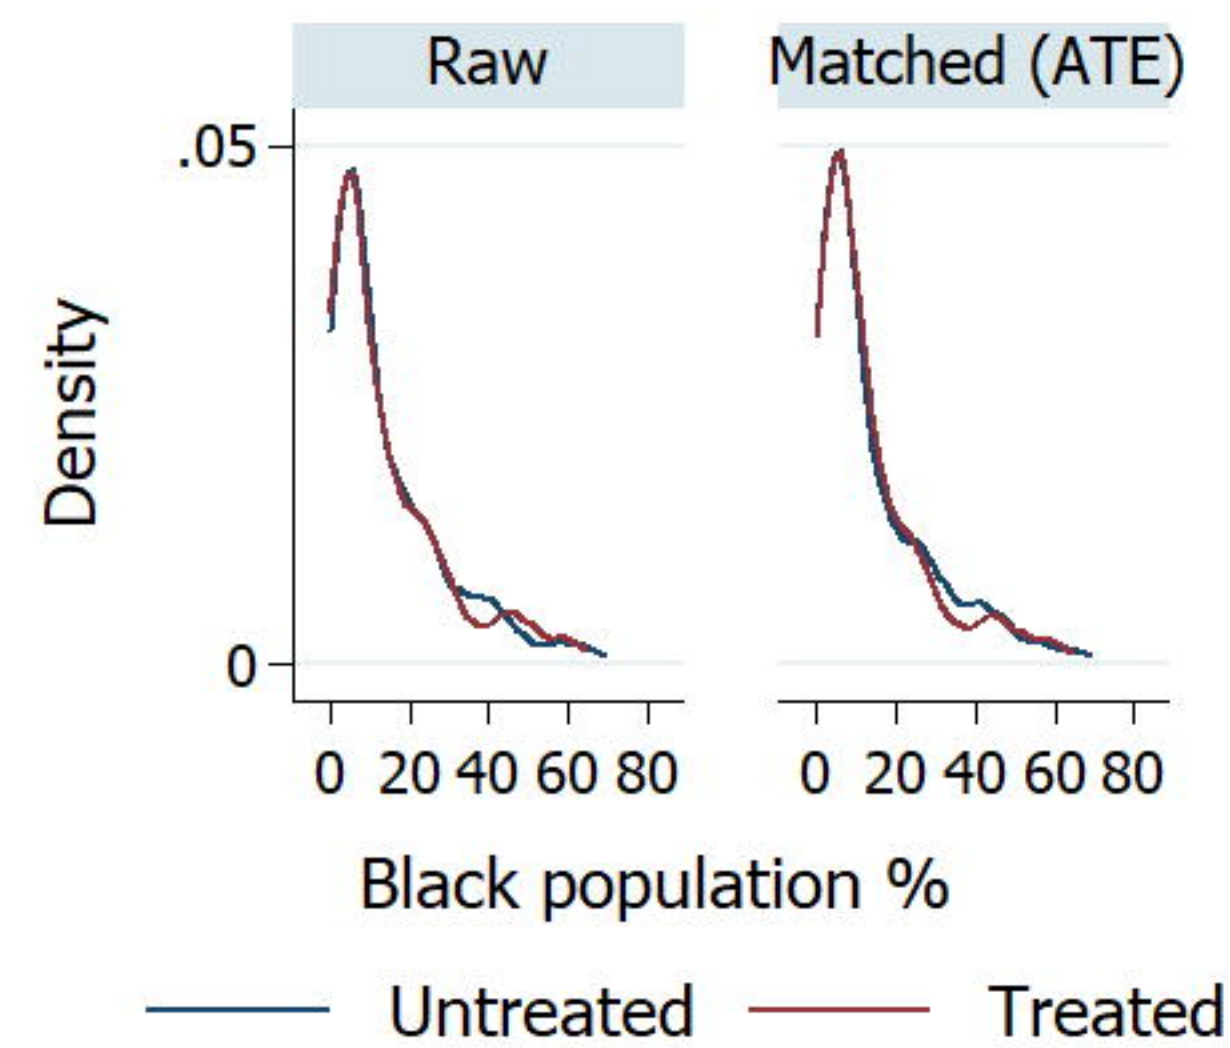 Raw
Matched (ATE)
.05
0
Density
0 20 40 60 80
0 20 40 60 80
Black population %
Untreated
Treated